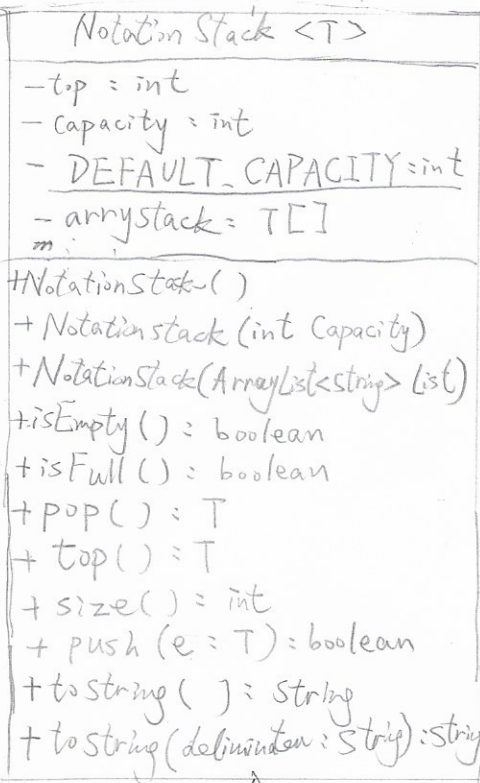 Notation Stack <T>
- top : int
- capacity : int
- DEFAULT_CAPACITY : int
- arrystack : T[]
+NotationStack()
+ Notationstack (int Capacity)
+NotationStack(ArrayList<string> List)
+isEmpty() : boolean
+isFull() : boolean
+pop() : T
+ top() : T
+ size() : int
+ push (e : T) : boolean
+toString( ) : String
+toString( : String) : String